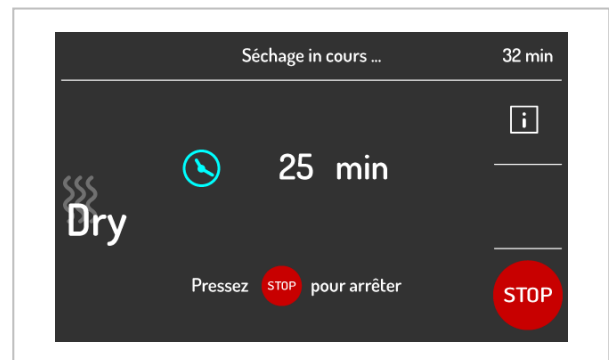 Séchage in cours ... 32 min
i
25 min
Dry
Pressez STOP pour arrêter
STOP